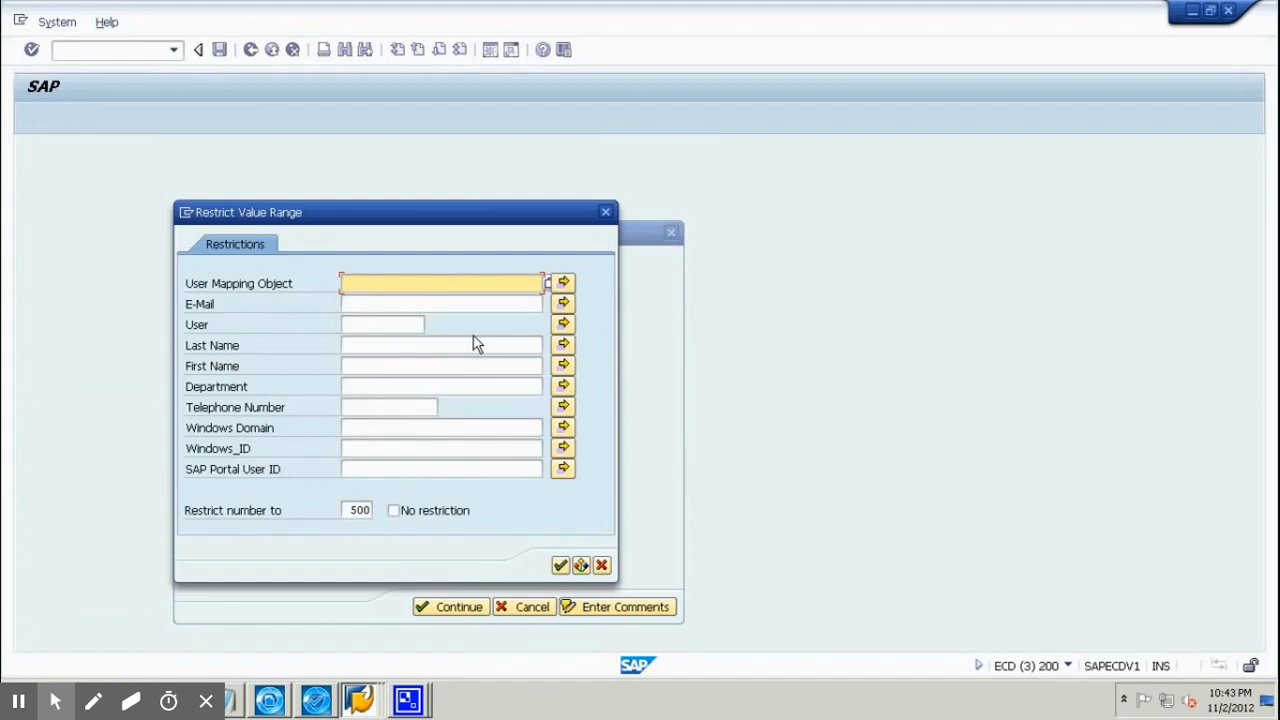 System Help
SAP
Restrict Value Range
Restrictions
User Mapping Object
E-Mail
User
Last Name
First Name
Department
Telephone Number
Windows Domain
Windows_ID
SAP Portal User ID
Restrict number to 500 No restriction
Continue Cancel Enter Comments
SAP ECD (3) 200 SAPECDV1 INS
10:43 PM
11/2/2012